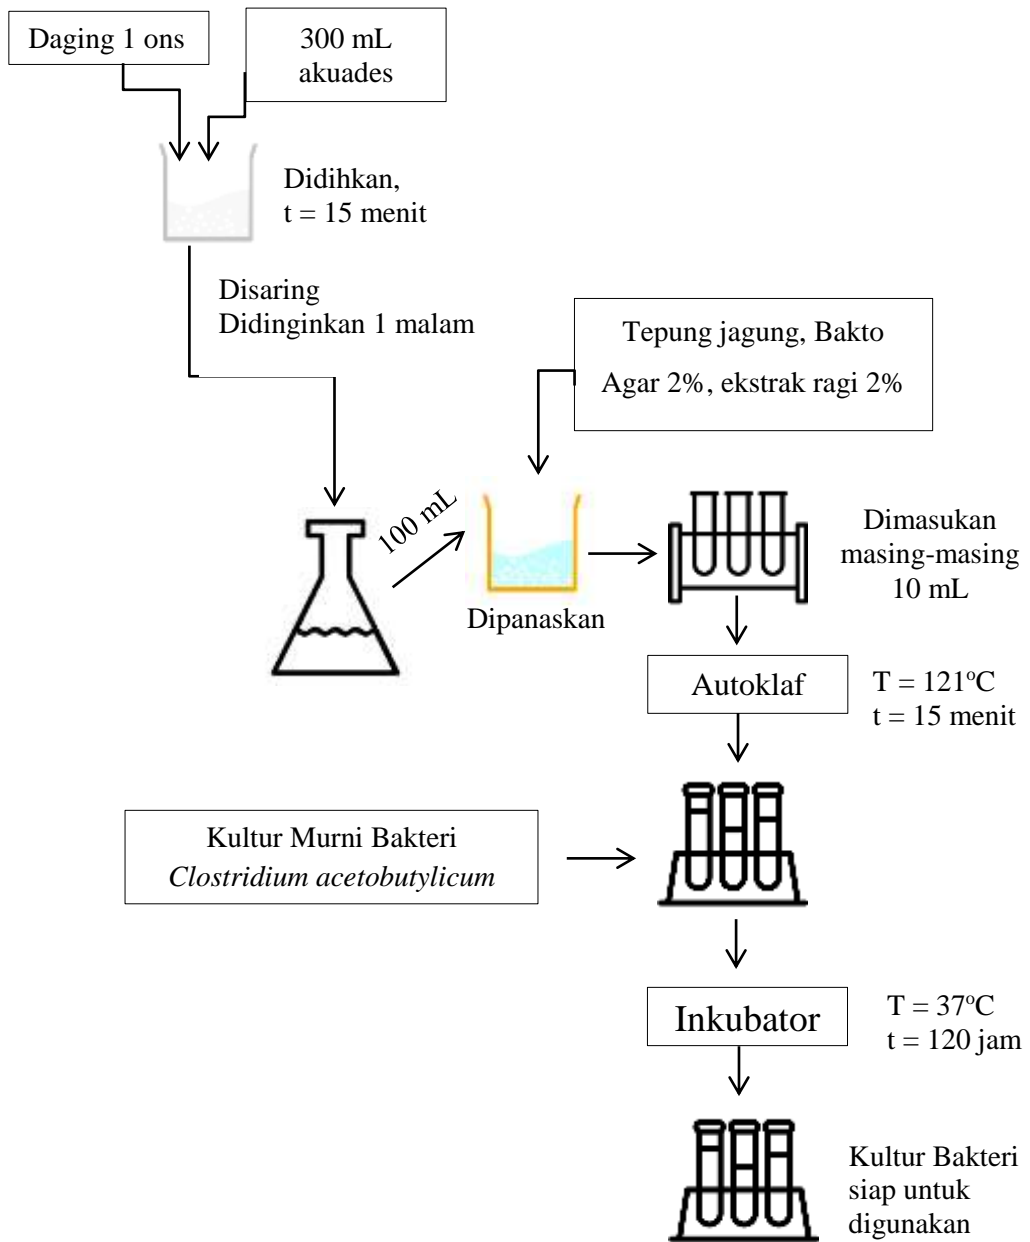 Daging 1 ons
300 mL
akuades
Didihkan,
t = 15 menit
Disaring
Didinginkan 1 malam
Tepung jagung, Bakto
Agar 2%, ekstrak ragi 2%
100 mL
Dipanaskan
Dimasukan
masing-masing
10 mL
Autoklaf
T = 121°C
t = 15 menit
Kultur Murni Bakteri
Clostridium acetobutylicum
Inkubator
T = 37°C
t = 120 jam
Kultur Bakteri
siap untuk
digunakan